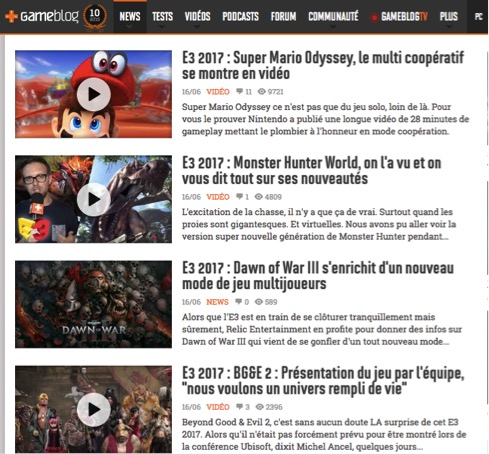 + Gameblog 10 ANS NEWS TESTS VIDÉOS PODCASTS FORUM COMMUNAUTÉ GAMEBLOGTV PLUS PC
E3 2017 : Super Mario Odyssey, le multi coopératif
se montre en vidéo
16/06 VIDÉO 11 9721
Super Mario Odyssey ce n'est pas que du jeu solo, loin de là. Pour
vous le prouver Nintendo a publié une longue vidéo de 28 minutes de
gameplay mettant le plombier à l'honneur en mode coopération.
E3 2017 : Monster Hunter World, on l'a vu et on
vous dit tout sur ses nouveautés
16/06 VIDÉO 1 4809
L'excitation de la chasse, il n'y a que ça de vrai. Surtout quand les
proies sont gigantesques. Et virtuelles. Nous avons pu aller voir la
version super nouvelle génération de Monster Hunter pendant...
E3
DAWN OF WAR
E3 2017 : Dawn of War III s'enrichit d'un nouveau
mode de jeu multijoueurs
16/06 NEWS 0 589
Alors que l'E3 est en train de se clôturer tranquillement mais
sûrement, Relic Entertainment en profite pour donner des infos sur
Dawn of War III qui vient de se gonfler d'un tout nouveau mode...
E3 2017 : BG&E 2 : Présentation du jeu par l'équipe,
"nous voulons un univers rempli de vie"
16/06 VIDÉO 3 2396
Beyond Good & Evil 2, c'est sans aucun doute LA surprise de cet E3
2017. Alors qu'il n'était pas forcément prévu pour être montré lors de
la conférence Ubisoft, dixit Michel Ancel, quelques jours...